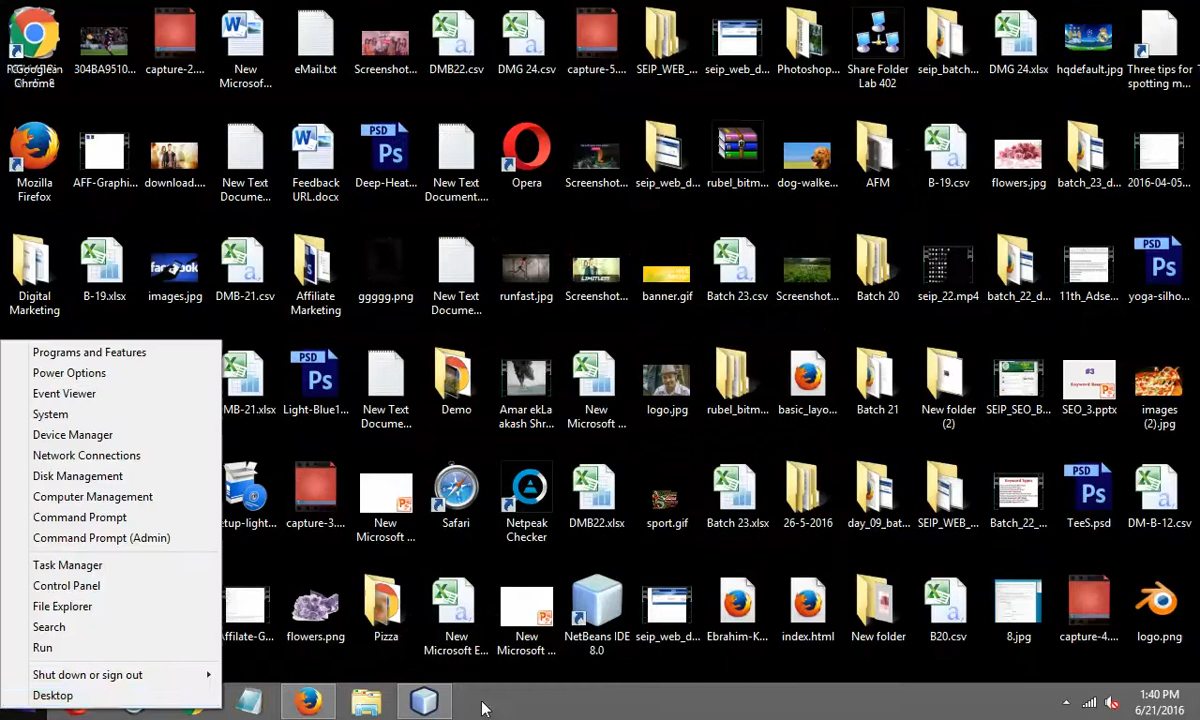 Google Chrome
304BA9510...
capture-2....
New Microsof...
eMail.txt
Screenshot...
DMB22.csv
DMG 24.csv
capture-5....
SEIP_WEB_...
seip_web_d...
Photoshop...
Share Folder Lab 402
seip_batch...
DMG 24.xlsx
hqdefault.jpg
Three tips for spotting m...
Mozilla Firefox
AFF-Graphi...
download....
New Text Docume...
Feedback URL.docx
PSD
Ps
Deep-Heat...
New Text Document....
Opera
Screenshot...
seip_web_d...
rubel_bitm...
dog-walke...
AFM
B-19.csv
flowers.jpg
batch_23_d...
2016-04-05...
Digital Marketing
B-19.xlsx
facebook
images.jpg
DMB-21.csv
Affiliate Marketing
ggggg.png
New Text Docume...
runfast.jpg
Screenshot...
banner.gif
Batch 23.csv
Screenshot...
Batch 20
seip_22.mp4
batch_22_d...
11th_Adse...
PSD
Ps
yoga-silho...
MB-21.xlsx
PSD
Ps
Light-Blue1...
New Text Docume...
Demo
Amar ekLa akash Shr...
New Microsoft ...
logo.jpg
rubel_bitm...
basic_layo...
Batch 21
New folder (2)
SEIP_SEO_B...
#3
SEO_3.pptx
images (2).jpg
etup-light...
capture-3....
New Microsoft ...
Safari
Netpeak Checker
DMB22.xlsx
sport.gif
Batch 23.xlsx
26-5-2016
day_09_bat...
SEIP_WEB_...
Batch_22_...
PSD
Ps
TeeS.psd
DM-B-12.csv
Affilate-G...
flowers.png
Pizza
New Microsoft E...
New Microsoft ...
NetBeans IDE 8.0
seip_web_d...
Ebrahim-K...
index.html
New folder
B20.csv
8.jpg
capture-4....
logo.png
Programs and Features
Power Options
Event Viewer
System
Device Manager
Network Connections
Disk Management
Computer Management
Command Prompt
Command Prompt (Admin)
Task Manager
Control Panel
File Explorer
Search
Run
Shut down or sign out
Desktop
1:40 PM
6/21/2016